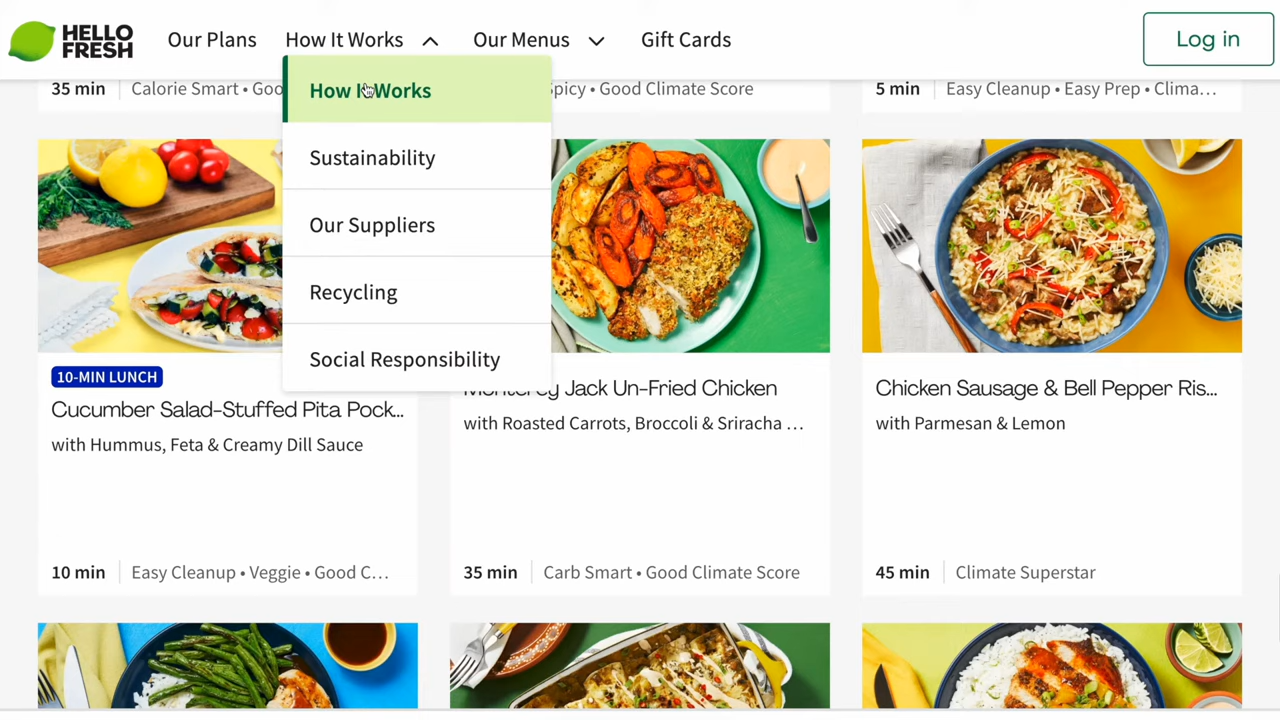 HELLO
FRESH
Our Plans
How It Works
Our Menus
Gift Cards
Log in
How It Works
Sustainability
Our Suppliers
Recycling
Social Responsibility
35 min
Calorie Smart •
• Good Climate Score
5 min
Easy Cleanup • Easy Prep • Clima…
10-MIN LUNCH
Cucumber Salad-Stuffed Pita Pock…
with Hummus, Feta & Creamy Dill Sauce
10 min
Easy Cleanup • Veggie • Good C…
Monterey Jack Un-Fried Chicken
with Roasted Carrots, Broccoli & Sriracha …
35 min
Carb Smart • Good Climate Score
Chicken Sausage & Bell Pepper Ris…
with Parmesan & Lemon
45 min
Climate Superstar